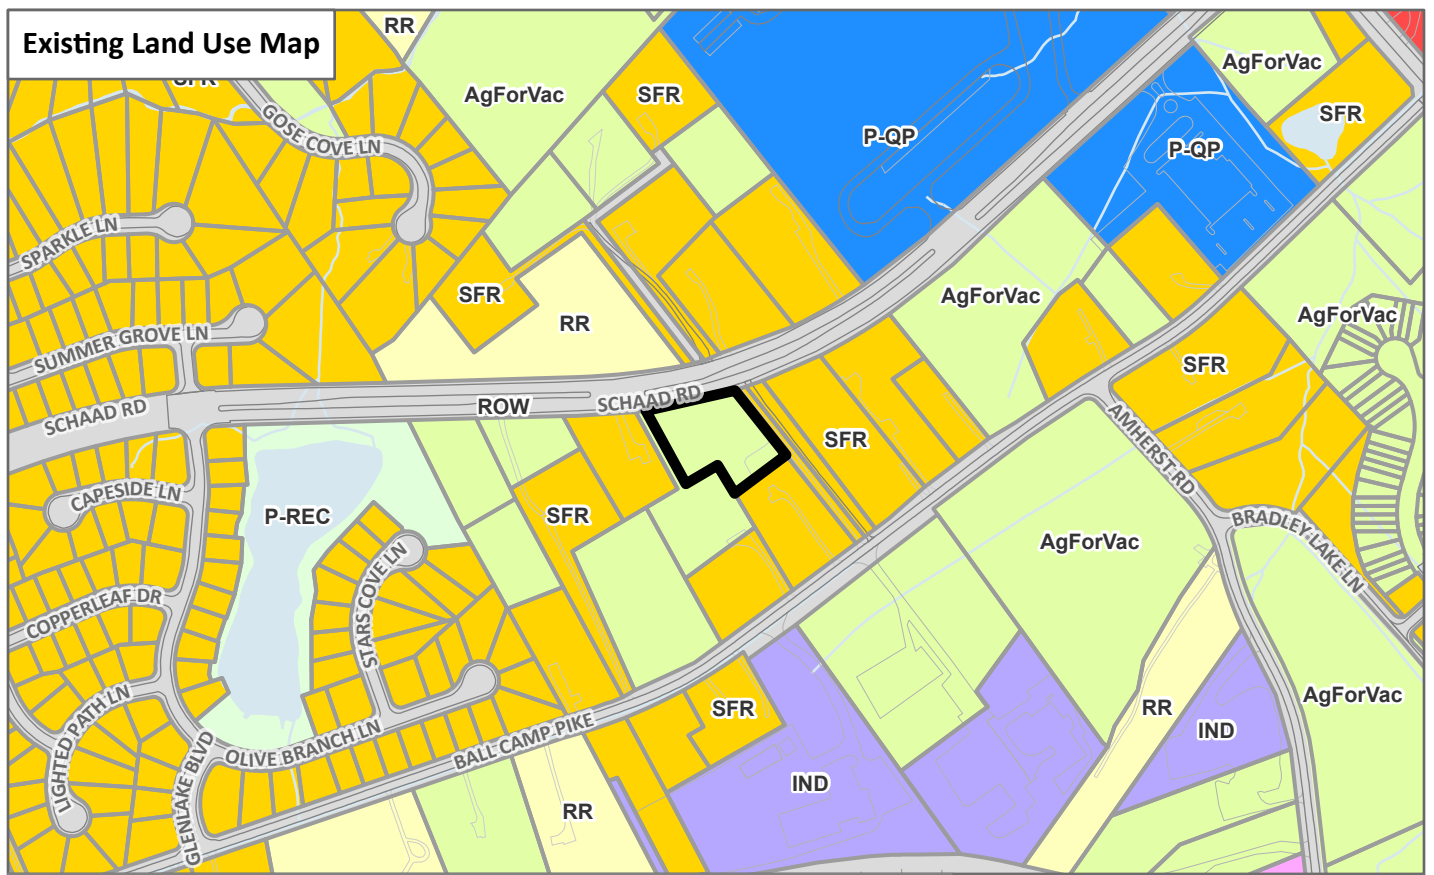 Existing Land Use Map
RR
SFR
AgForVac
SFR
AgForVac
SFR
GOSE COVE LN
P-QP
P-QP
SPARKLE LN
SFR
AgForVac
AgForVac
RR
SUMMER GROVE LN
SFR
SCHAAD RD
ROW
SCHAAD RD
SFR
AMHERST RD
CAPESIDE LN
P-REC
SFR
BRADLEY LAKE LN
AgForVac
STARS COVE LN
COPPERLEAF DR
LIGHTED PATH LN
SFR
RR
AgForVac
IND
OLIVE BRANCH LN
BALL CAMP PIKE
GLENLAKE BLVD
IND
RR